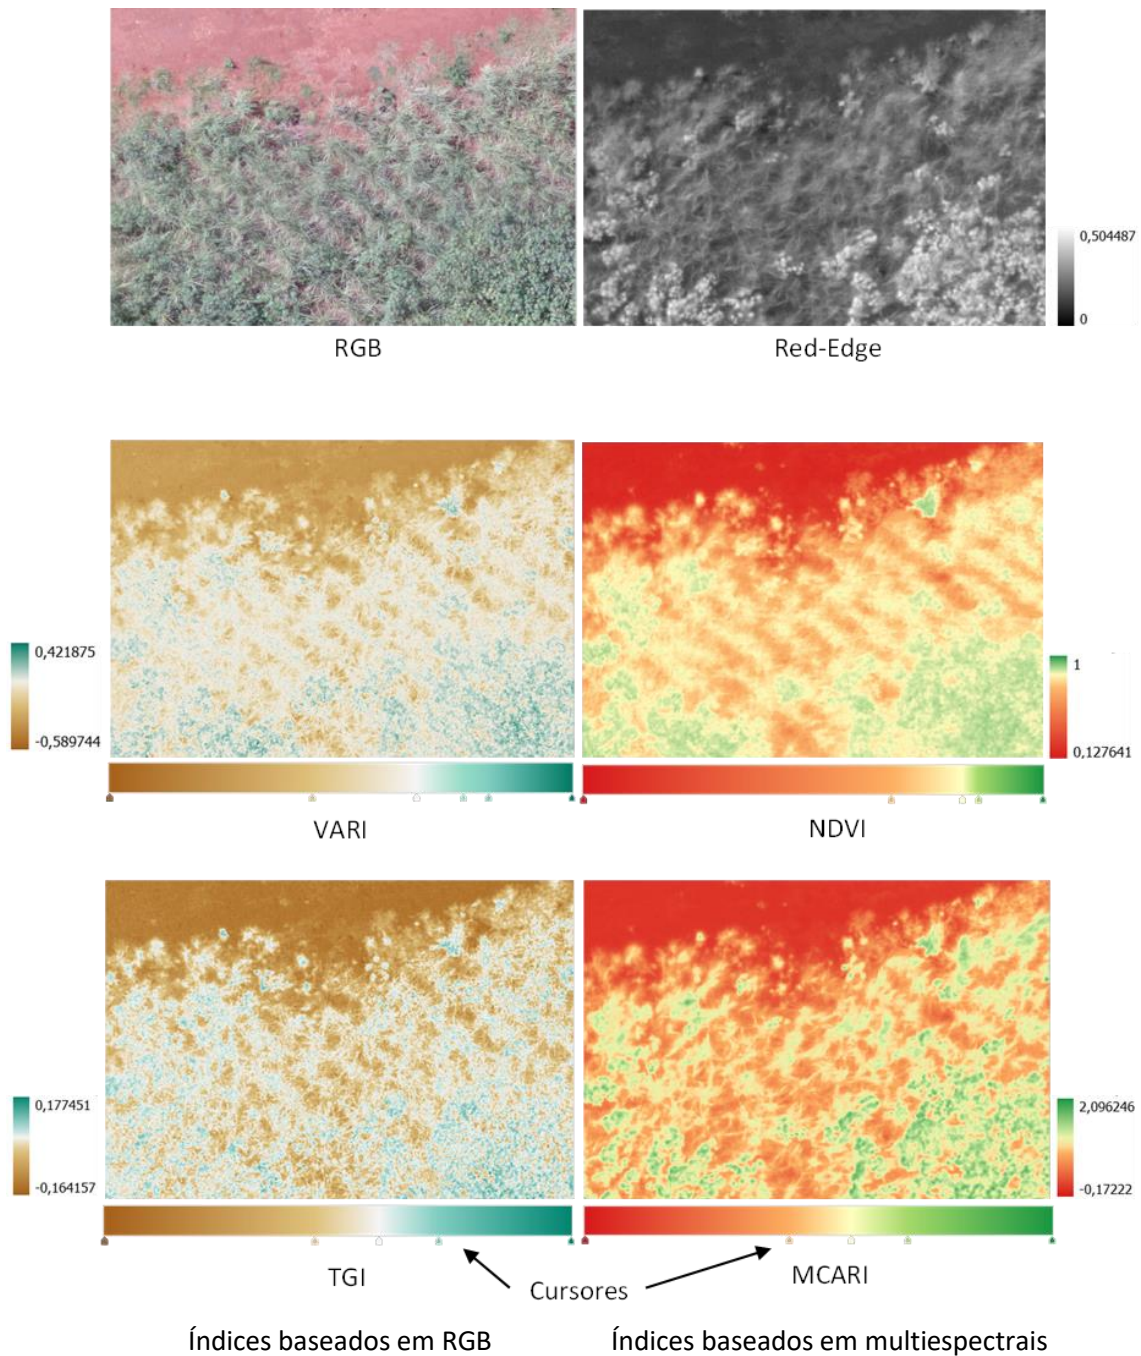 0,504487
0
RGB
Red-Edge
0,421875
-0,589744
1
0,127641
VARI
NDVI
0,177451
-0,164157
2,096246
-0,17222
TGI
MCARI
Cursores
Índices baseados em RGB
Índices baseados em multiespectrais